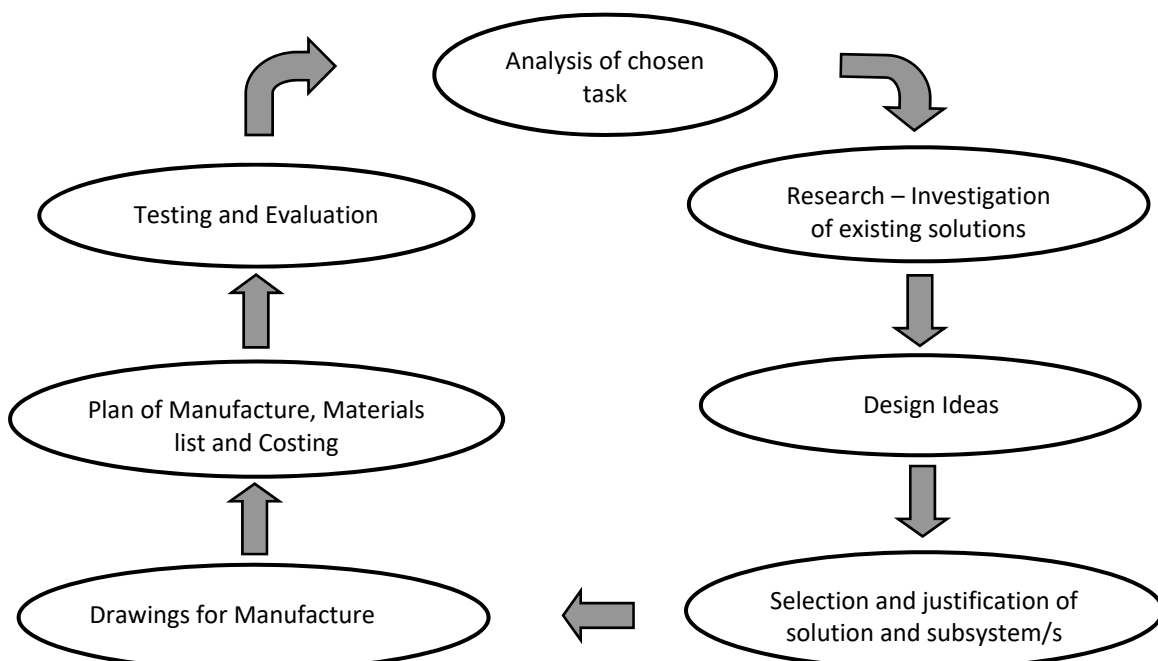 Analysis of chosen
task
Research – Investigation
of existing solutions
Design Ideas
Selection and justification of
solution and subsystem/s
Drawings for Manufacture
Plan of Manufacture, Materials
list and Costing
Testing and Evaluation